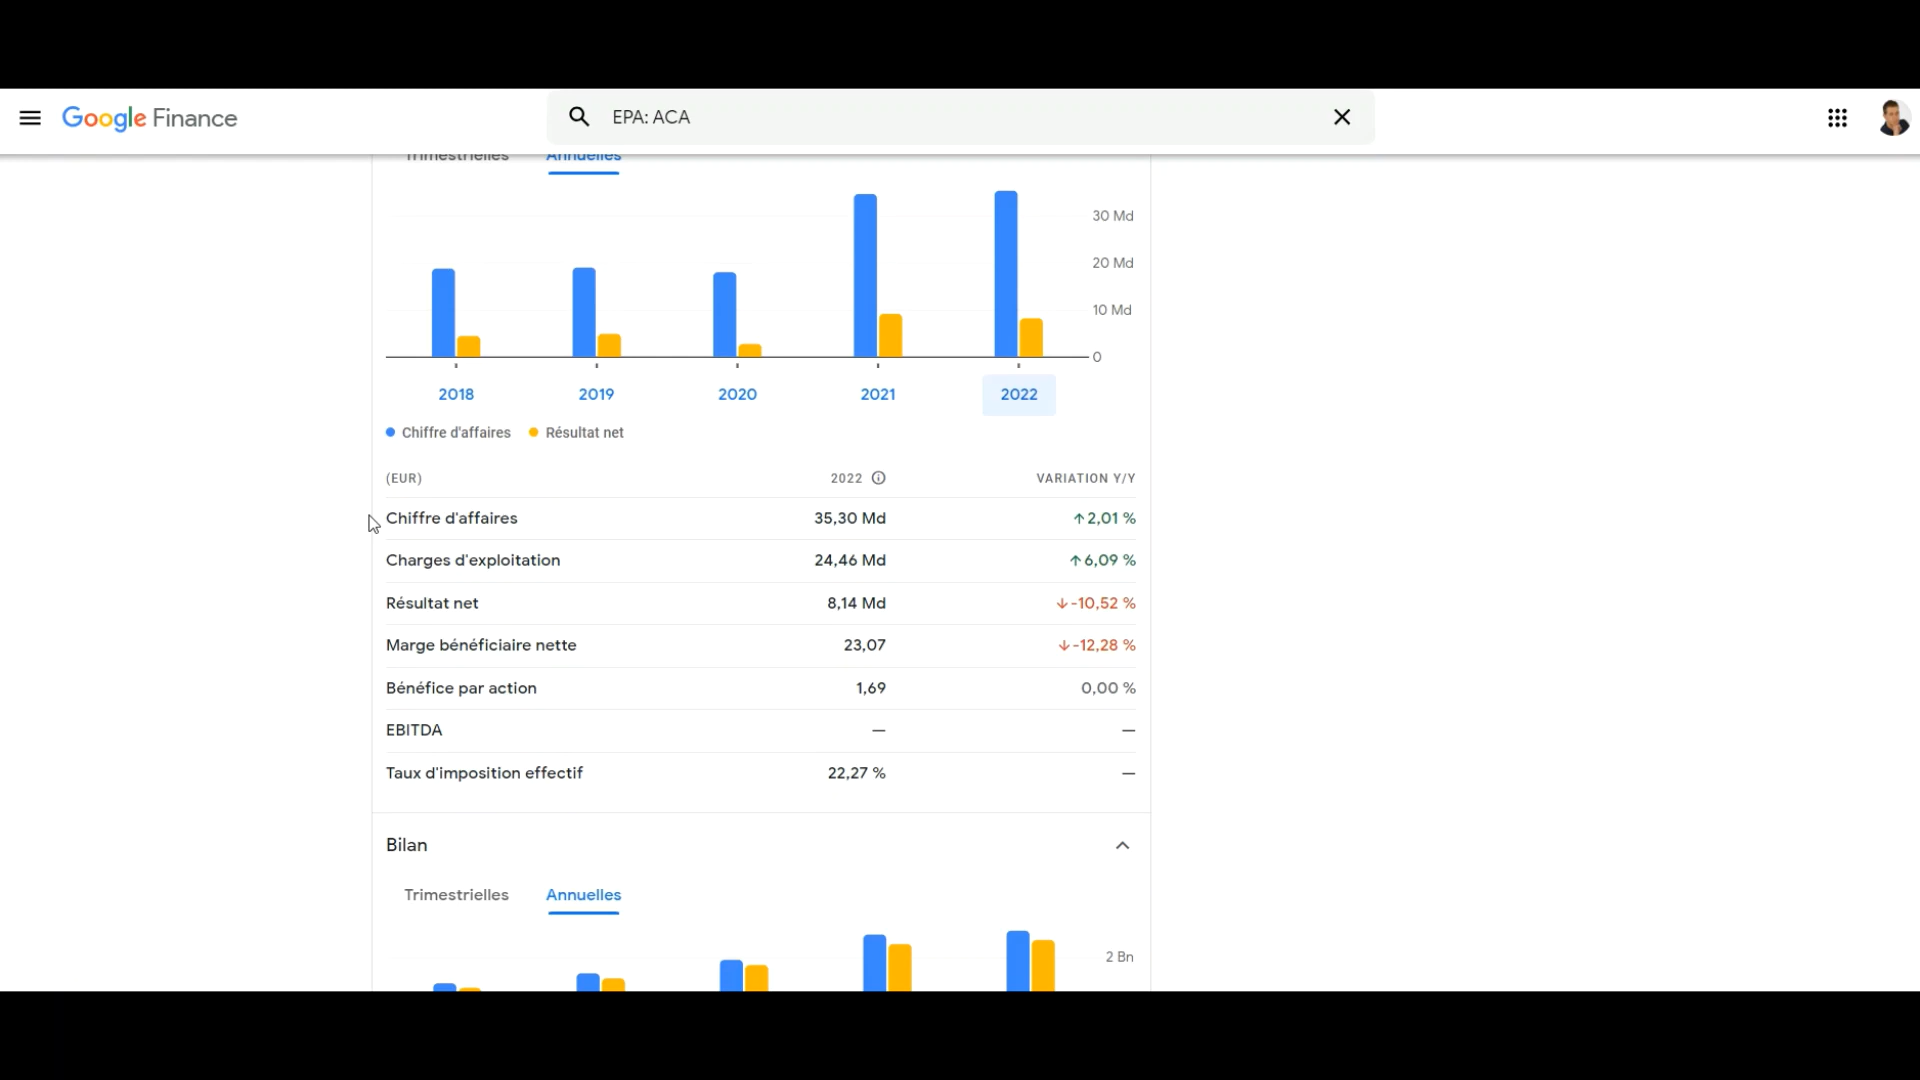 Google Finance
EPA: ACA
Trimestrielles Annuelles
30 Md
20 Md
10 Md
0
2018 2019 2020 2021 2022
Chiffre d'affaires Résultat net
(EUR) 2022 VARIATION Y/Y
Chiffre d'affaires 35,30 Md ↑2,01 %
Charges d'exploitation 24,46 Md ↑6,09 %
Résultat net 8,14 Md ↓-10,52 %
Marge bénéficiaire nette 23,07 ↓-12,28 %
Bénéfice par action 1,69 0,00 %
EBITDA — —
Taux d'imposition effectif 22,27 % —
Bilan
Trimestrielles Annuelles
2 Bn